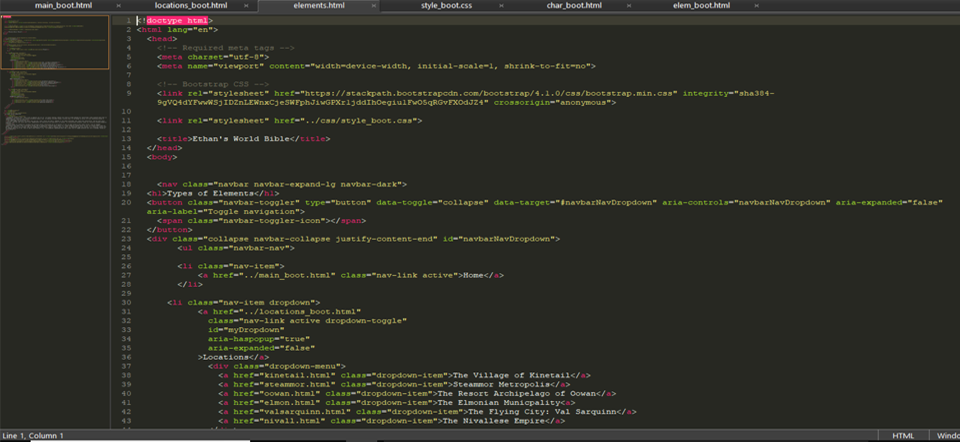 main_boot.html × locations_boot.html × elements.html × style_boot.css × char_boot.html × elem_boot.html ×
1 <!doctype html>
2 <html lang="en">
3 <head>
4 <!-- Required meta tags -->
5 <meta charset="utf-8">
6 <meta name="viewport" content="width=device-width, initial-scale=1, shrink-to-fit=no">
7
8 <!-- Bootstrap CSS -->
9 <link rel="stylesheet" href="https://stackpath.bootstrapcdn.com/bootstrap/4.1.0/css/bootstrap.min.css" integrity="sha384-
9gVQ4dYFwwWSjIDZnLEWnxCjeSWFphJiwGPXr1jddIhOegiu1FwO5qRGvFXOdJZ4" crossorigin="anonymous">
10
11 <link rel="stylesheet" href="../css/style_boot.css">
12
13 <title>Ethan's World Bible</title>
14 </head>
15 <body>
16
17
18 <nav class="navbar navbar-expand-lg navbar-dark">
19 <h1>Types of Elements</h1>
20 <button class="navbar-toggler" type="button" data-toggle="collapse" data-target="#navbarNavDropdown" aria-controls="navbarNavDropdown" aria-expanded="false"
aria-label="Toggle navigation">
21 <span class="navbar-toggler-icon"></span>
22 </button>
23 <div class="collapse navbar-collapse justify-content-end" id="navbarNavDropdown">
24 <ul class="navbar-nav">
25
26 <li class="nav-item">
27 <a href="../main_boot.html" class="nav-link active">Home</a>
28 </li>
29
30 <li class="nav-item dropdown">
31 <a href="../locations_boot.html"
32 class="nav-link active dropdown-toggle"
33 id="myDropdown"
34 aria-haspopup="true"
35 aria-expanded="false"
36 >Locations</a>
37 <div class="dropdown-menu">
38 <a href="kinetail.html" class="dropdown-item">The Village of Kinetail</a>
39 <a href="steammor.html" class="dropdown-item">Steammor Metropolis</a>
40 <a href="oowan.html" class="dropdown-item">The Resort Archipelago of Oowan</a>
41 <a href="elmon.html" class="dropdown-item">The Elmonian Municpality<a>
42 <a href="valsarquinn.html" class="dropdown-item">The Flying City: Val Sarquinn</a>
43 <a href="nivall.html" class="dropdown-item">The Nivallese Empire</a>
Line 1, Column 1 HTML Windo